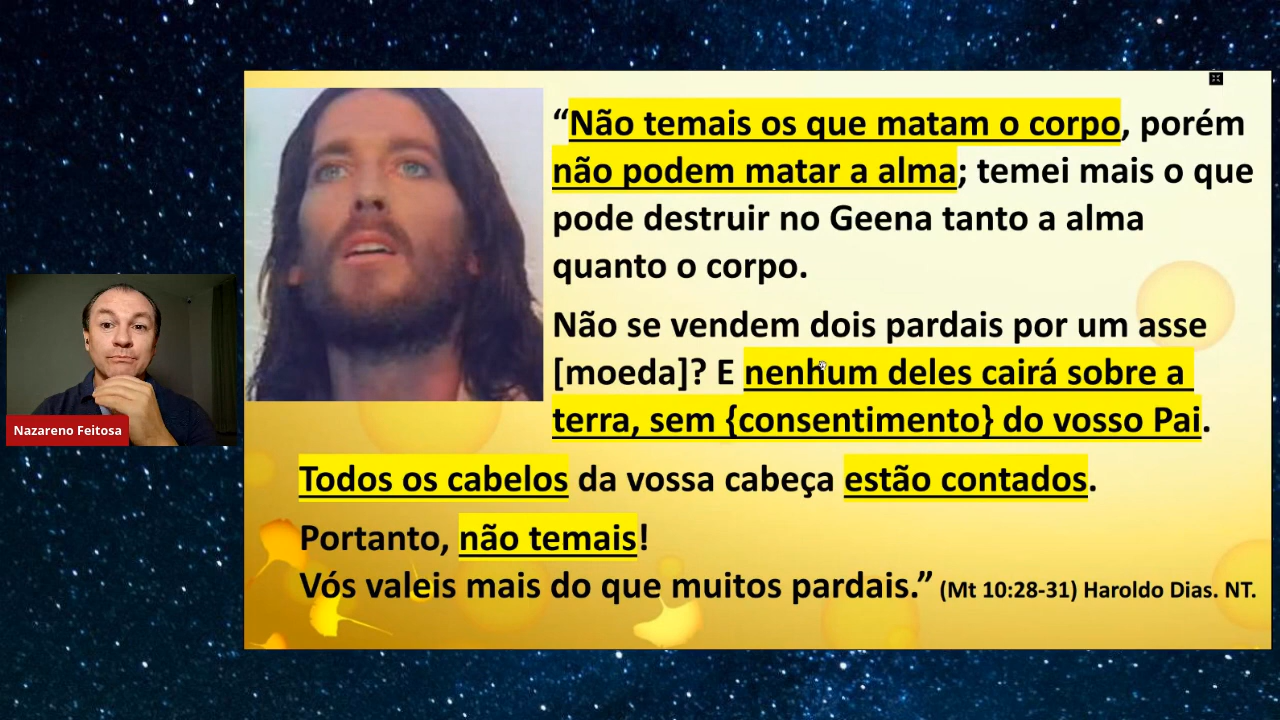 “Não temais os que matam o corpo, porém
não podem matar a alma; temei mais o que
pode destruir no Geena tanto a alma
quanto o corpo.
Não se vendem dois pardais por um asse
[moeda]? E nenhum deles cairá sobre a
terra, sem {consentimento} do vosso Pai.
Todos os cabelos da vossa cabeça estão contados.
Portanto, não temais!
Vós valeis mais do que muitos pardais.” (Mt 10:28-31) Haroldo Dias. NT.
Nazareno Feitosa